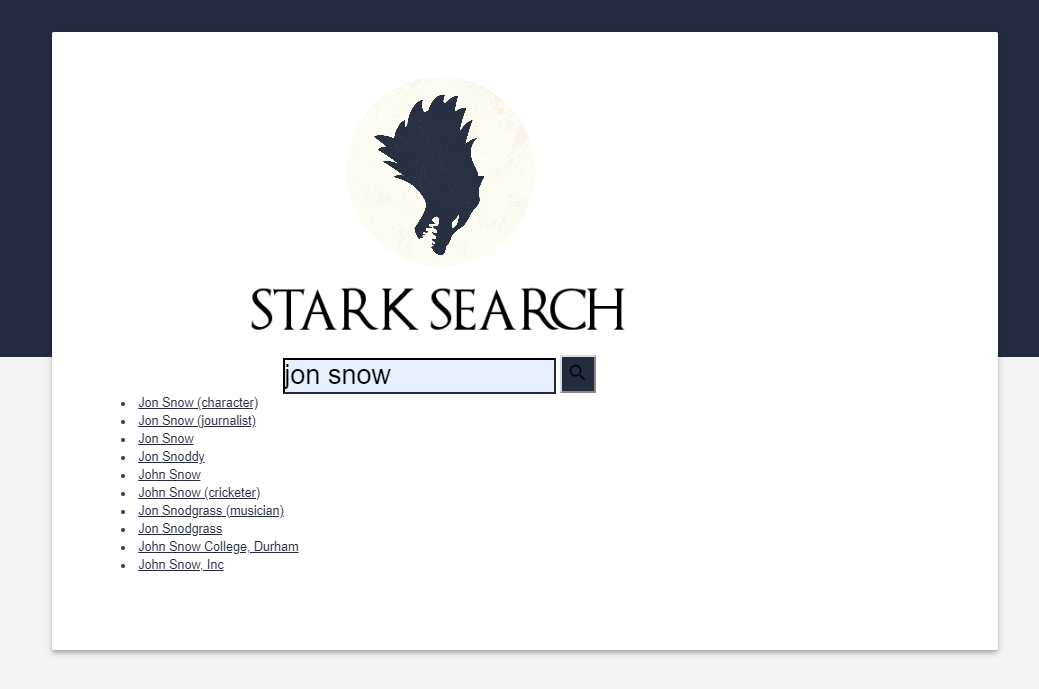 STARK SEARCH
jon snow
Jon Snow (character)
Jon Snow (journalist)
Jon Snow
Jon Snoddy
John Snow
John Snow (cricketer)
Jon Snodgrass (musician)
Jon Snodgrass
John Snow College, Durham
John Snow, Inc